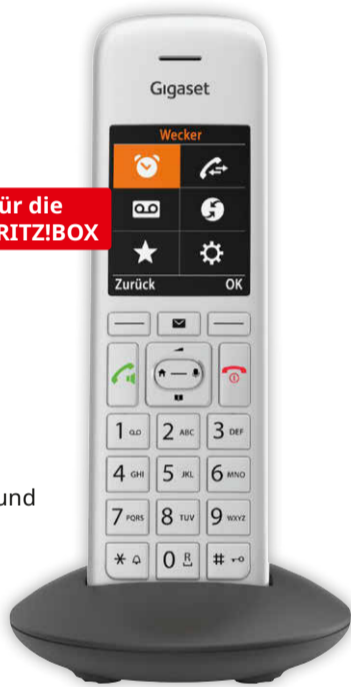 Gigaset
Wecker
ür die
RITZ!BOX
Zurück
OK
1
2 ABC
3 DEF
4 GHI
5 JKL
6 MNO
und
7 PQRS
8 TUV
9 WXYZ
*
0
R
#